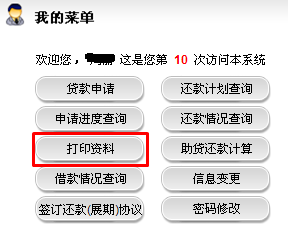 我的菜单
欢迎您， 这是您第 10 次访问本系统
贷款申请 还款计划查询
申请进度查询 还款情况查询
打印资料 助贷还款计算
借款情况查询 信息变更
签订还款(展期)协议 密码修改